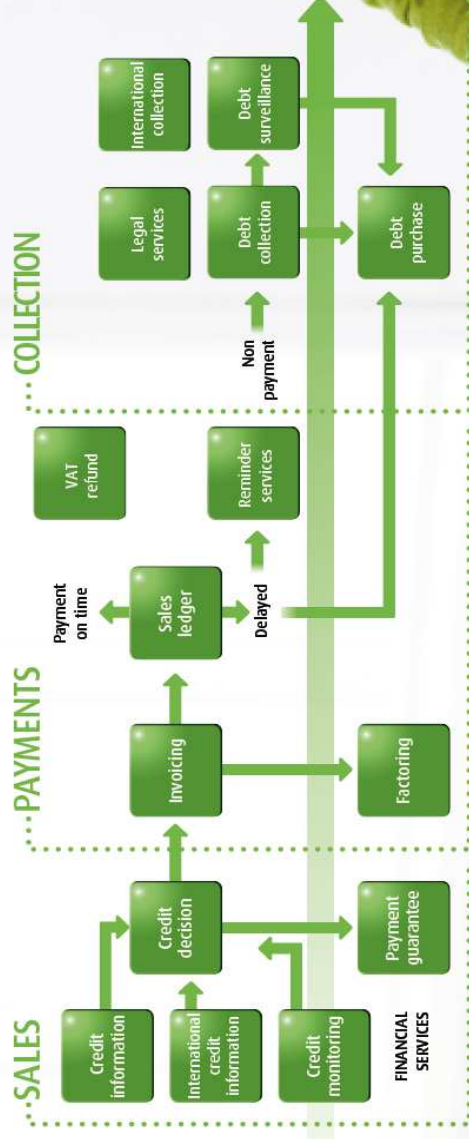 SALES
Credit
information
International
credit
information
Credit
monitoring
FINANCIAL
SERVICES
Credit
decision
Payment
guarantee
PAYMENTS
Invoicing
Factoring
Payment
on time
Sales
ledger
Delayed
VAT
refund
Reminder
services
COLLECTION
Non
payment
Legal
services
International
collection
Debt
collection
Debt
surveillance
Debt
purchase